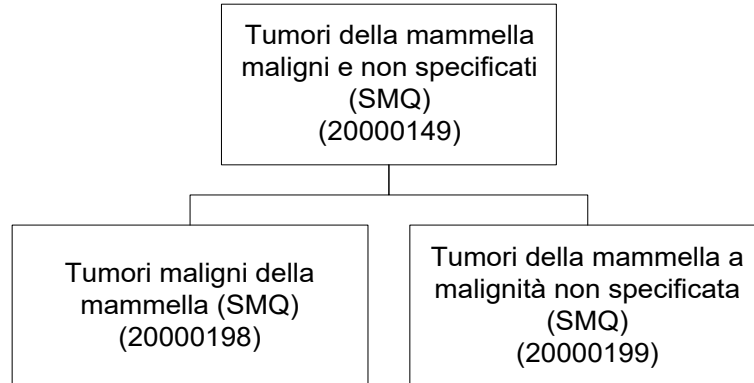 Tumori della mammella
maligni e non specificati
(SMQ)
(20000149)
Tumori maligni della
mammella (SMQ)
(20000198)
Tumori della mammella a
malignità non specificata
(SMQ)
(20000199)